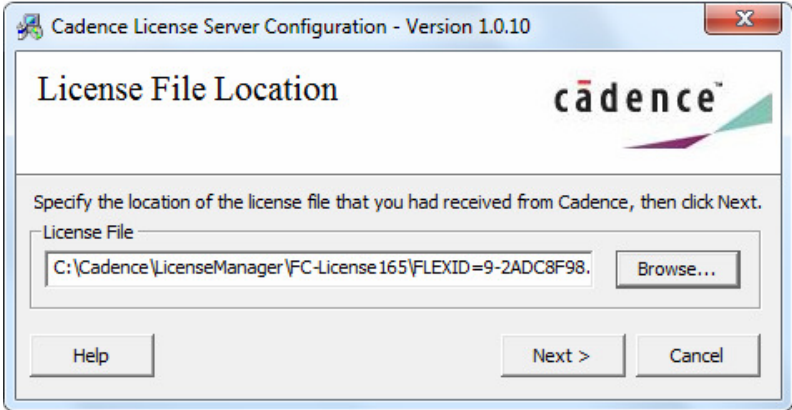 Cadence License Server Configuration - Version 1.0.10
License File Location
cādence™
Specify the location of the license file that you had received from Cadence, then click Next.
License File
C:\Cadence\LicenseManager\FC-License165\FLEXID=9-2ADC8F98.
Browse...
Help
Next >
Cancel